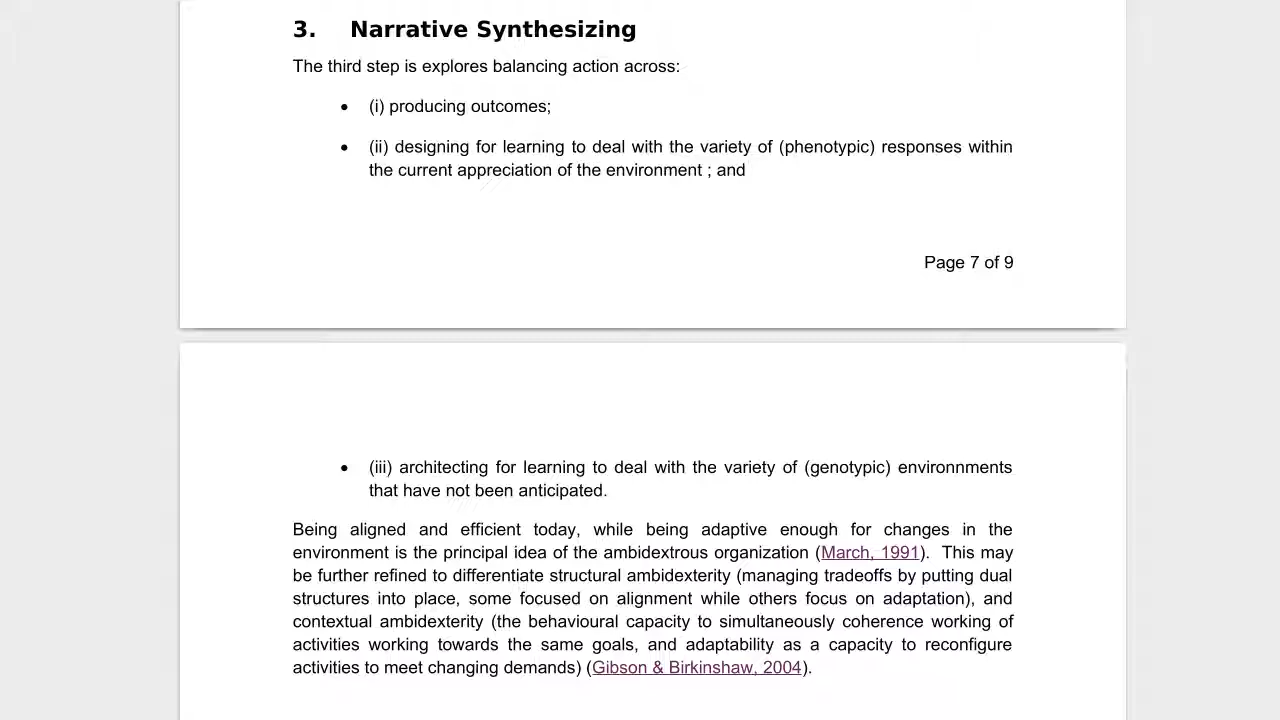 3. Narrative Synthesizing
The third step is explores balancing action across:
• (i) producing outcomes;
• (ii) designing for learning to deal with the variety of (phenotypic) responses within
the current appreciation of the environment ; and
Page 7 of 9
• (iii) architecting for learning to deal with the variety of (genotypic) environnments
that have not been anticipated.
Being aligned and efficient today, while being adaptive enough for changes in the
environment is the principal idea of the ambidextrous organization (March, 1991). This may
be further refined to differentiate structural ambidexterity (managing tradeoffs by putting dual
structures into place, some focused on alignment while others focus on adaptation), and
contextual ambidexterity (the behavioural capacity to simultaneously coherence working of
activities working towards the same goals, and adaptability as a capacity to reconfigure
activities to meet changing demands) (Gibson & Birkinshaw, 2004).